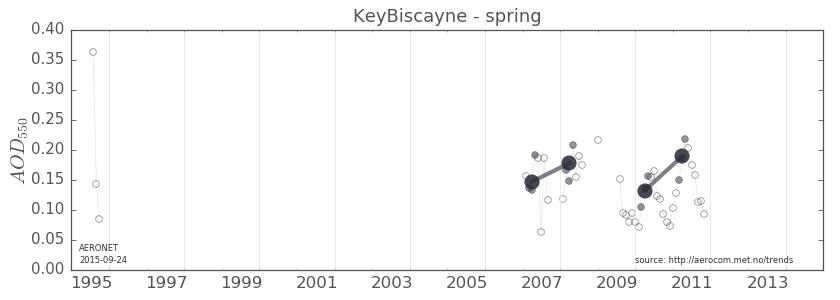 KeyBiscayne - spring
0.40
0.35
0.30
0.25
0.20
0.15
0.10
0.05
0.00
AOD550
AERONET
2015-09-24
source: http://aerocom.met.no/trends
1995 1997 1999 2001 2003 2005 2007 2009 2011 2013